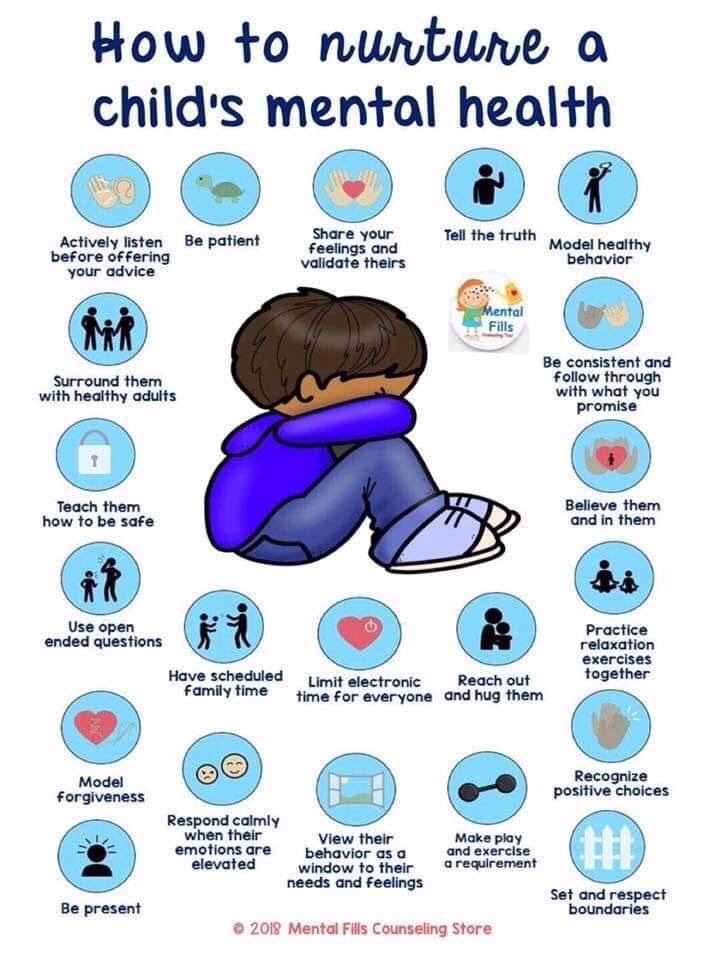 How to nurture a
child's mental health
Actively listen
before offering
your advice
Be patient
Share your
feelings and
validate theirs
Tell the truth
Model healthy
behavior
Mental
Fills
Surround them
with healthy adults
Be consistent and
follow through
with what you
promise
Teach them
how to be safe
Believe them
and in them
Use open
ended questions
Have scheduled
family time
Limit electronic
time for everyone
Reach out
and hug them
Practice
relaxation
exercises
together
Model
forgiveness
Respond calmly
when their
emotions are
elevated
View their
behavior as a
window to their
needs and feelings
Make play
and exercise
a requirement
Recognize
positive choices
Be present
Set and respect
boundaries
© 2018 Mental Fills Counseling Store